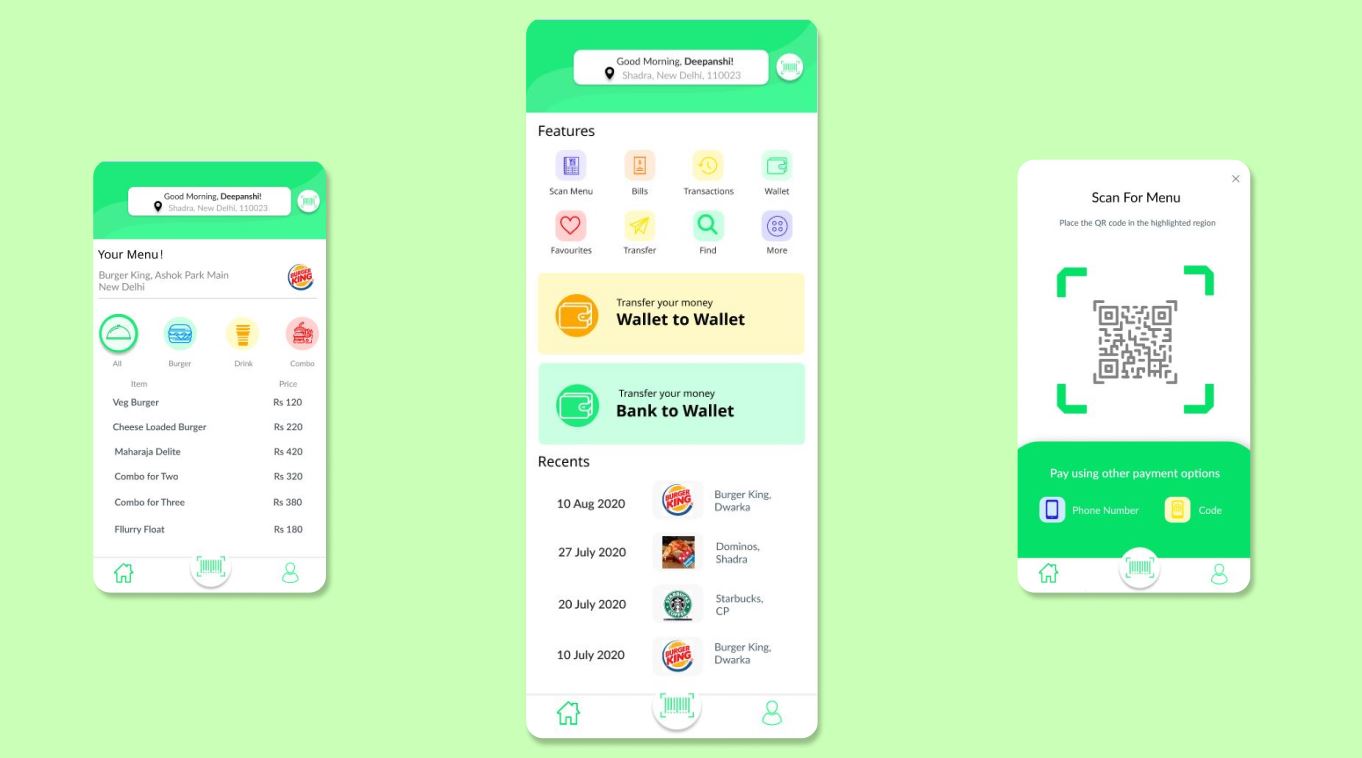 Good Morning, Deepanshi!
Shadra, New Delhi, 110023
Your Menu!
Burger King, Ashok Park Main
New Delhi
BURGER
KING
All Burger Drink Combo
Item Price
Veg Burger Rs 120
Cheese Loaded Burger Rs 220
Maharaja Delite Rs 420
Combo for Two Rs 320
Combo for Three Rs 380
Fllurry Float Rs 180
Good Morning, Deepanshi!
Shadra, New Delhi, 110023
Features
Scan Menu Bills Transactions Wallet
Favourites Transfer Find More
Transfer your money
Wallet to Wallet
Transfer your money
Bank to Wallet
Recents
10 Aug 2020
BURGER
KING
Burger King,
Dwarka
27 July 2020
Dominos,
Shadra
20 July 2020
Starbucks,
CP
10 July 2020
BURGER
KING
Burger King,
Dwarka
Scan For Menu
Place the QR code in the highlighted region
Pay using other payment options
Phone Number Code